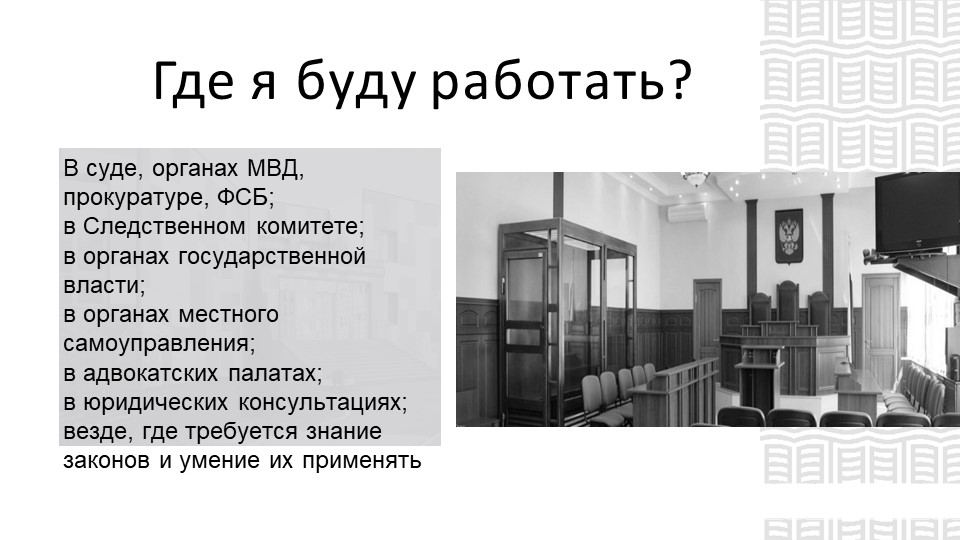 Где я буду работать?
В суде, органах МВД,
прокуратуре, ФСБ;
в Следственном комитете;
в органах государственной
власти;
в органах местного
самоуправления;
в адвокатских палатах;
в юридических консультациях;
везде, где требуется знание
законов и умение их применять